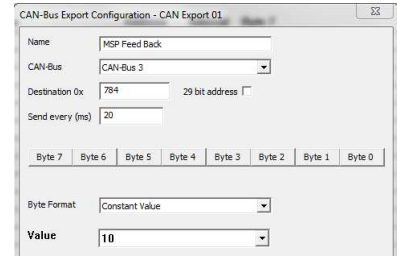 CAN-Bus Export Configuration - CAN Export 01
Name MSP Feed Back
CAN-Bus CAN-Bus 3
Destination 0x 784 29 bit address
Send every (ms) 20
Byte 7 Byte 6 Byte 5 Byte 4 Byte 3 Byte 2 Byte 1 Byte 0
Byte Format Constant Value
Value 10